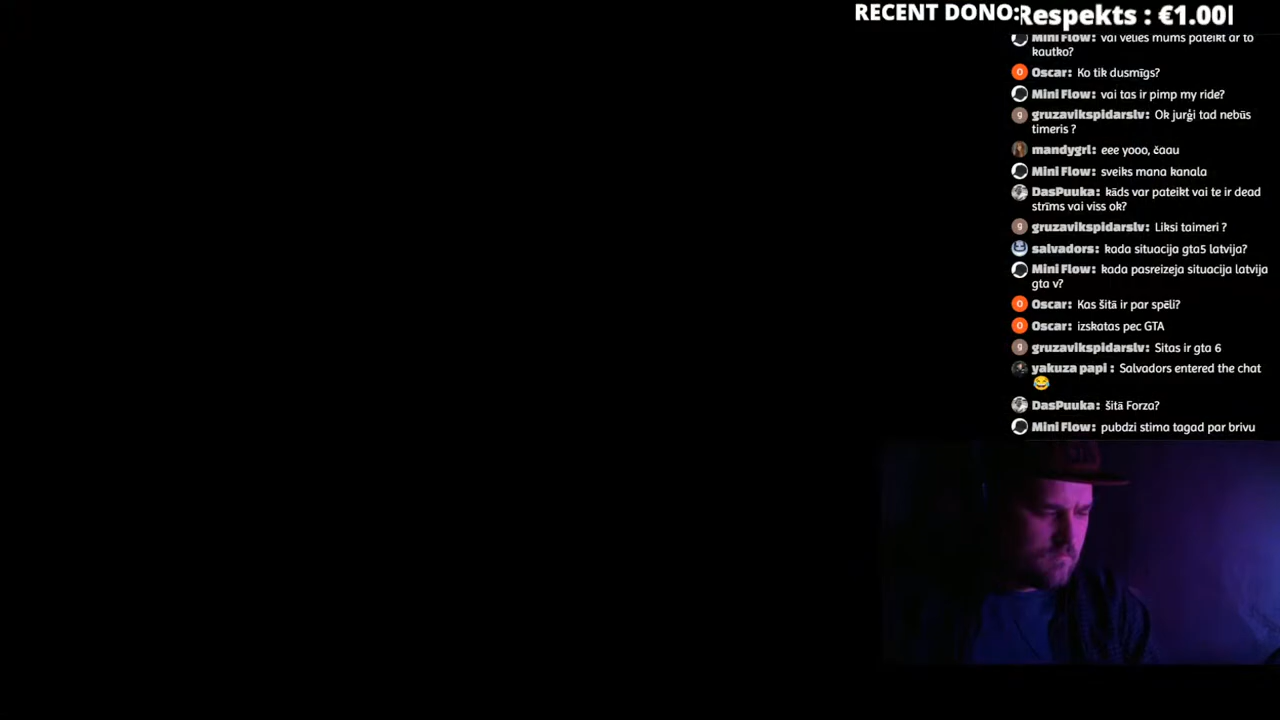 RECENT DONO:
Respekts : €1.00
Mini Flow: vai velies mums pateikt ar to
kautko?
Oscar: Ko tik dusmīgs?
Mini Flow: vai tas ir pimp my ride?
gruzavikspidarslv: Ok jurģi tad nebūs
timeris ?
mandygrl: eee yooo, čaau
Mini Flow: sveiks mana kanala
DasPuuka: kāds var pateikt vai te ir dead
strīms vai viss ok?
gruzavikspidarslv: Liksi taimeri ?
salvadors: kada situacija gta5 latvija?
Mini Flow: kada pasreizeja situacija latvija
gta v?
Oscar: Kas šitā ir par spēli?
Oscar: izskatas pec GTA
gruzavikspidarslv: Sitas ir gta 6
yakuza papi : Salvadors entered the chat
😂
DasPuuka: šitā Forza?
Mini Flow: pubdzi stima tagad par brivu